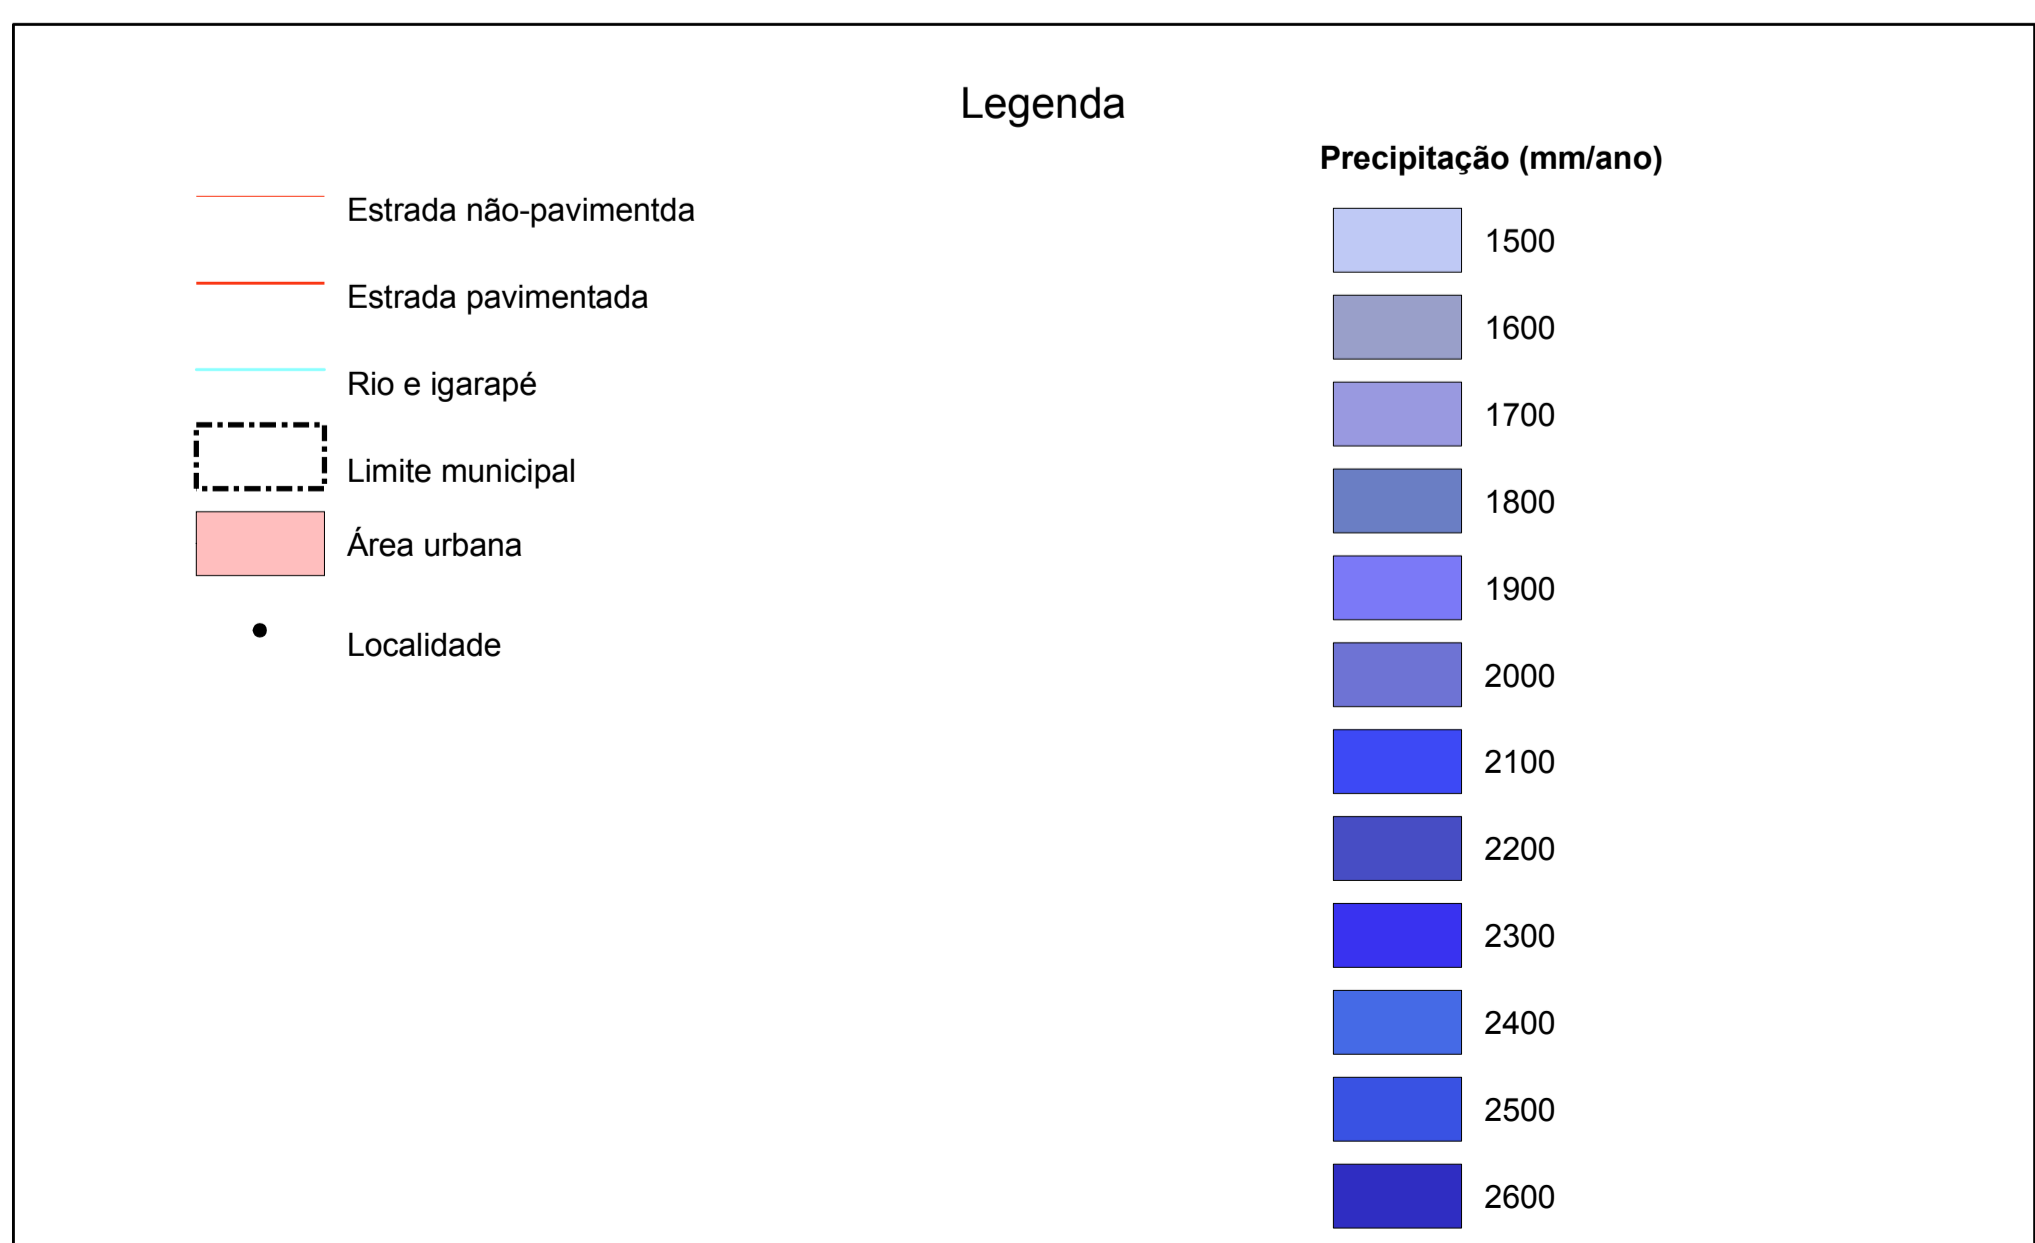 Legenda
Estrada não-pavimentda
Estrada pavimentada
Rio e igarapé
Limite municipal
Área urbana
Localidade
Precipitação (mm/ano)
1500
1600
1700
1800
1900
2000
2100
2200
2300
2400
2500
2600